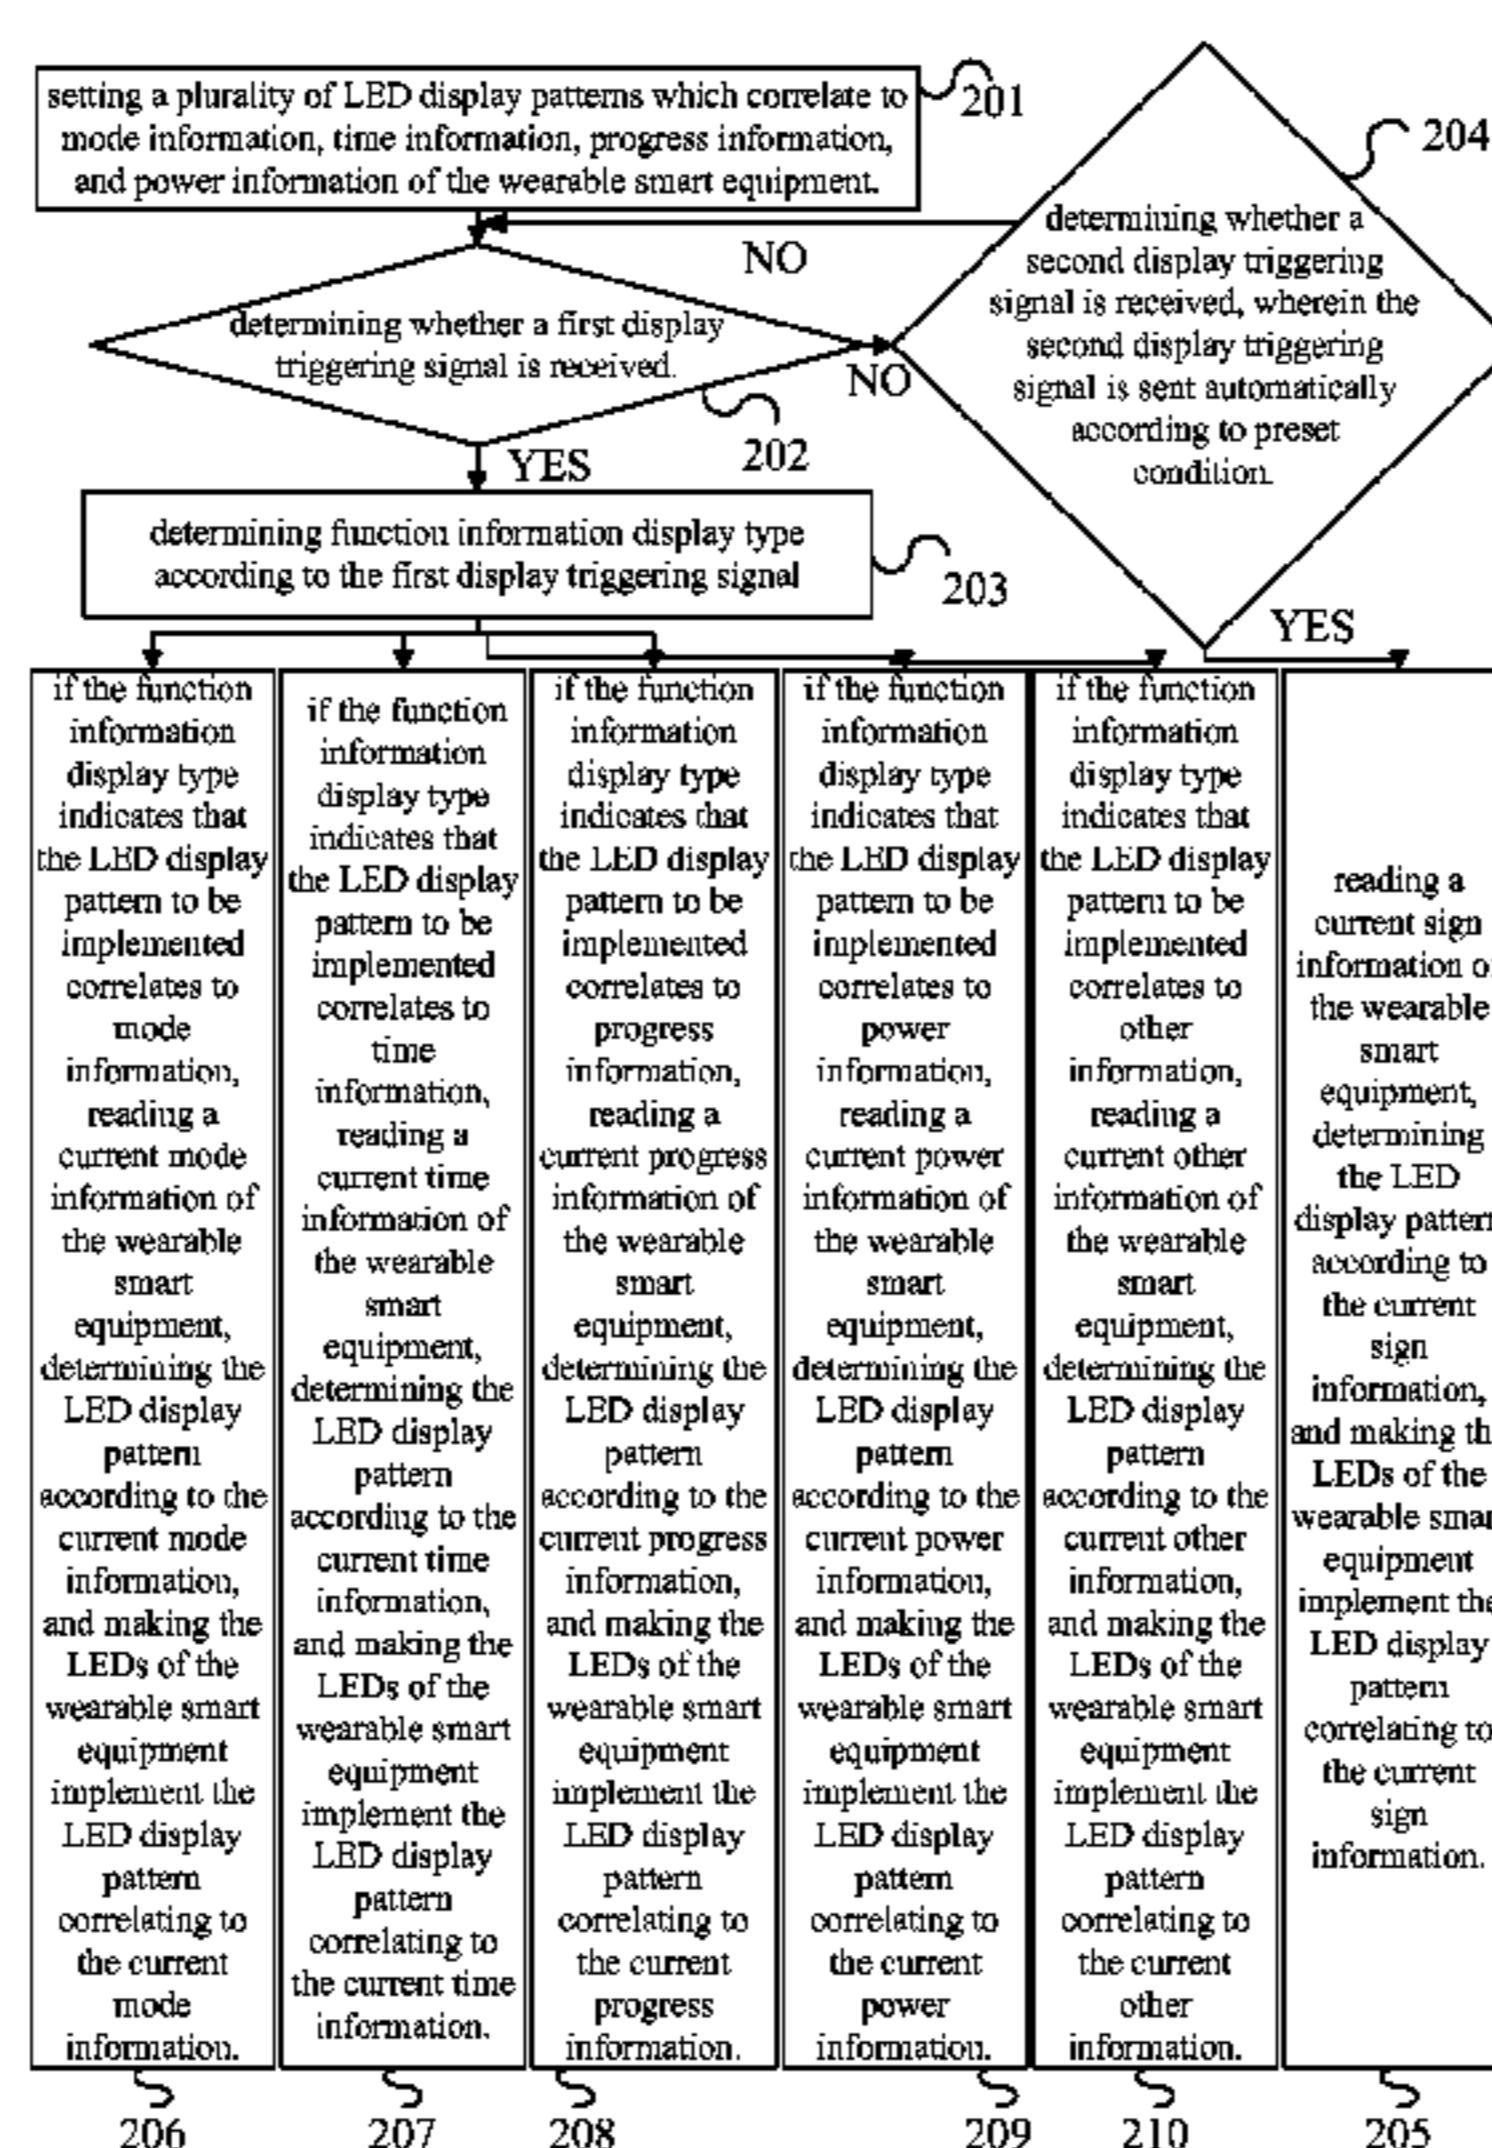 setting a plurality of LED display patterns which correlate to
mode information, time information, progress information,
and power information of the wearable smart equipment.
201
204
determining whether a
second display triggering
signal is received, wherein the
second display triggering
signal is sent automatically
according to preset
condition.
NO
determining whether a first display
triggering signal is received.
NO
202
YES
determining function information display type
according to the first display triggering signal
203
YES
if the function
information
display type
indicates that
the LED display
pattern to be
implemented
correlates to
mode
information,
reading a
current mode
information of
the wearable
smart
equipment,
determining the
LED display
pattern
according to the
current mode
information,
and making the
LEDs of the
wearable smart
equipment
implement the
LED display
pattern
correlating to
the current
mode
information.
206
if the function
information
display type
indicates that
the LED display
pattern to be
implemented
correlates to
time
information,
reading a
current time
information of
the wearable
smart
equipment,
determining the
LED display
pattern
according to the
current time
information,
and making the
LEDs of the
wearable smart
equipment
implement the
LED display
pattern
correlating to
the current time
information.
207
if the function
information
display type
indicates that
the LED display
pattern to be
implemented
correlates to
progress
information,
reading a
current progress
information of
the wearable
smart
equipment,
determining the
LED display
pattern
according to the
current progress
information,
and making the
LEDs of the
wearable smart
equipment
implement the
LED display
pattern
correlating to
the current
progress
information.
208
if the function
information
display type
indicates that
the LED display
pattern to be
implemented
correlates to
power
information,
reading a
current power
information of
the wearable
smart
equipment,
determining the
LED display
pattern
according to the
current power
information,
and making the
LEDs of the
wearable smart
equipment
implement the
LED display
pattern
correlating to
the current
power
information.
209
if the function
information
display type
indicates that
the LED display
pattern to be
implemented
correlates to
other
information,
reading a
current other
information of
the wearable
smart
equipment,
determining the
LED display
pattern
according to the
current other
information,
and making the
LEDs of the
wearable smart
equipment
implement the
LED display
pattern
correlating to
the current
other
information.
210
reading a
current sign
information of
the wearable
smart
equipment,
determining
the LED
display pattern
according to
the current
sign
information,
and making the
LEDs of the
wearable smart
equipment
implement the
LED display
pattern
correlating to
the current
sign
information.
205